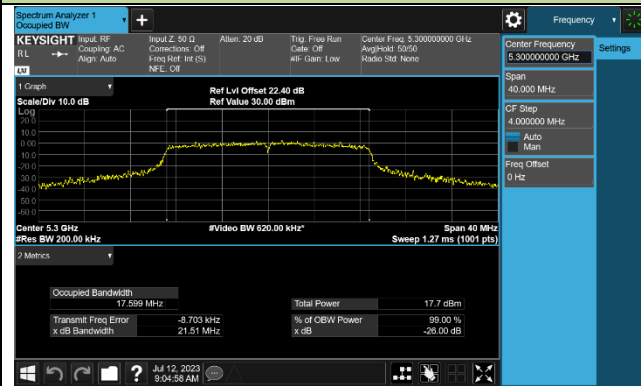 Spectrum Analyzer 1
Occupied BW
+
Frequency
KEYSIGHT
RL
LXI
Input: RF
Coupling: AC
Align: Auto
Input Z: 50 Ω
Corrections: Off
Freq Ref: Int (S)
NFE: Off
Atten: 20 dB
Trig: Free Run
Gate: Off
#IF Gain: Low
Center Freq: 5.300000000 GHz
Avg|Hold: 50/50
Radio Std: None
Center Frequency
5.300000000 GHz
Settings
Span
40.000 MHz
CF Step
4.000000 MHz
Auto
Man
Freq Offset
0 Hz
1 Graph
Scale/Div 10.0 dB
Ref Lvl Offset 22.40 dB
Ref Value 30.00 dBm
Log
20.0
10.0
0.00
-10.0
-20.0
-30.0
-40.0
-50.0
-60.0
Center 5.3 GHz
#Res BW 200.00 kHz
#Video BW 620.00 kHz*
Span 40 MHz
Sweep 1.27 ms (1001 pts)
2 Metrics
Occupied Bandwidth
17.599 MHz
Total Power 17.7 dBm
Transmit Freq Error -8.703 kHz
% of OBW Power 99.00 %
x dB Bandwidth 21.51 MHz
x dB -26.00 dB
?
Jul 12, 2023
9:04:58 AM